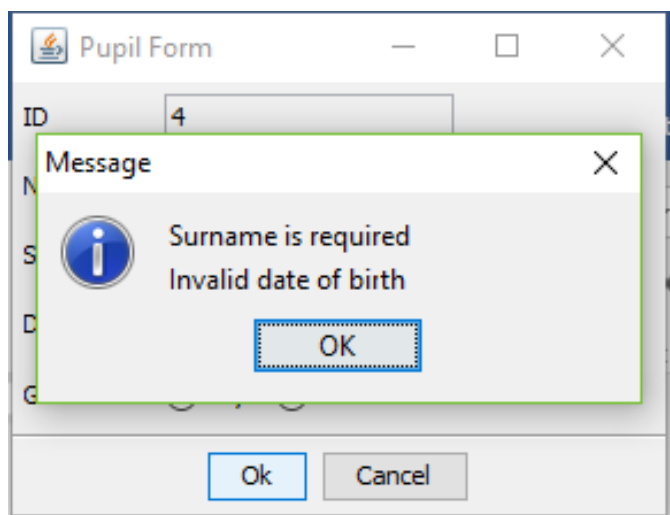 Pupil Form
ID 4
Message
N
Surname is required
S
Invalid date of birth
D
OK
G
Ok Cancel